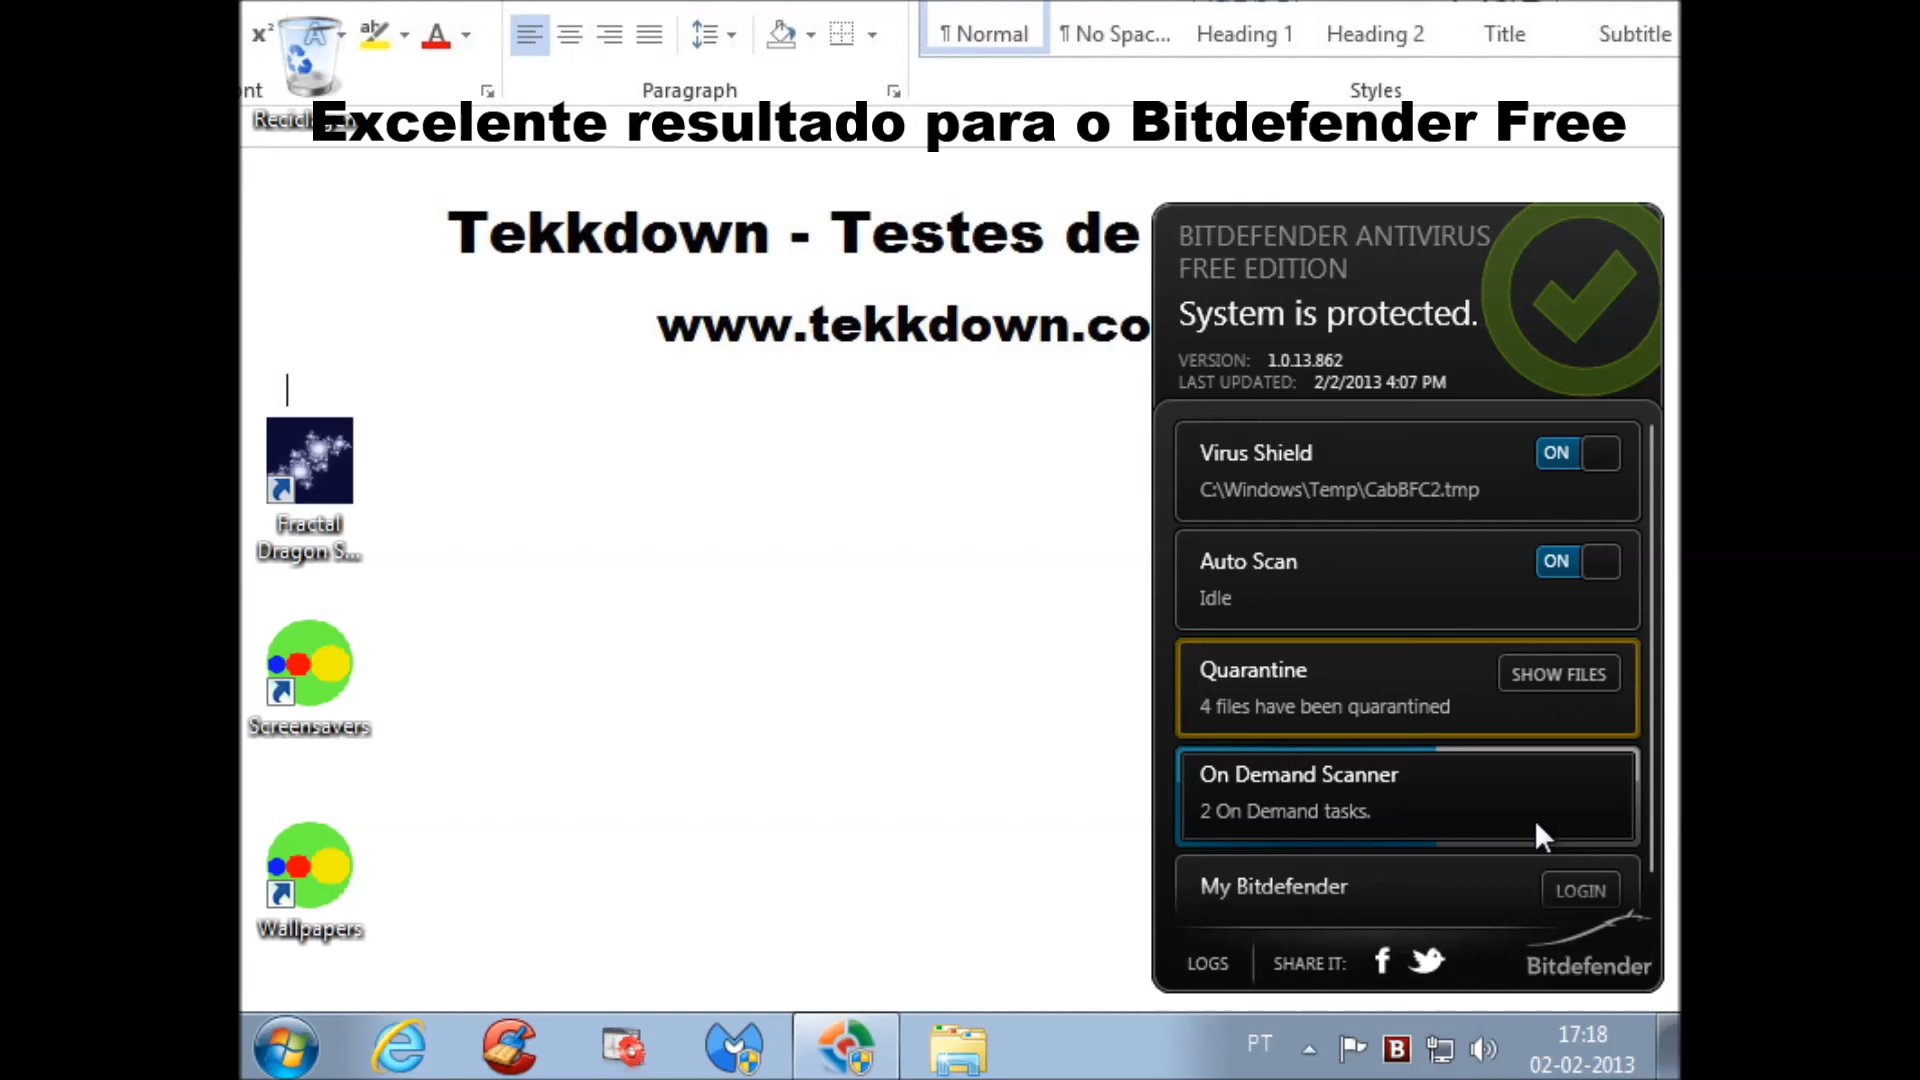 ¶ Normal
¶ No Spac...
Heading 1
Heading 2
Title
Subtitle
nt
Paragraph
Styles
Excelente resultado para o Bitdefender Free
Tekkdown - Testes de
www.tekkdown.co
BITDEFENDER ANTIVIRUS
FREE EDITION
System is protected.
VERSION: 1.0.13.862
LAST UPDATED: 2/2/2013 4:07 PM
Virus Shield
ON
C:\Windows\Temp\CabBFC2.tmp
Auto Scan
ON
Idle
Quarantine
SHOW FILES
4 files have been quarantined
On Demand Scanner
2 On Demand tasks.
My Bitdefender
LOGIN
LOGS
SHARE IT:
Bitdefender
Fractal
Dragon S...
Screensavers
Wallpapers
PT
B
17:18
02-02-2013